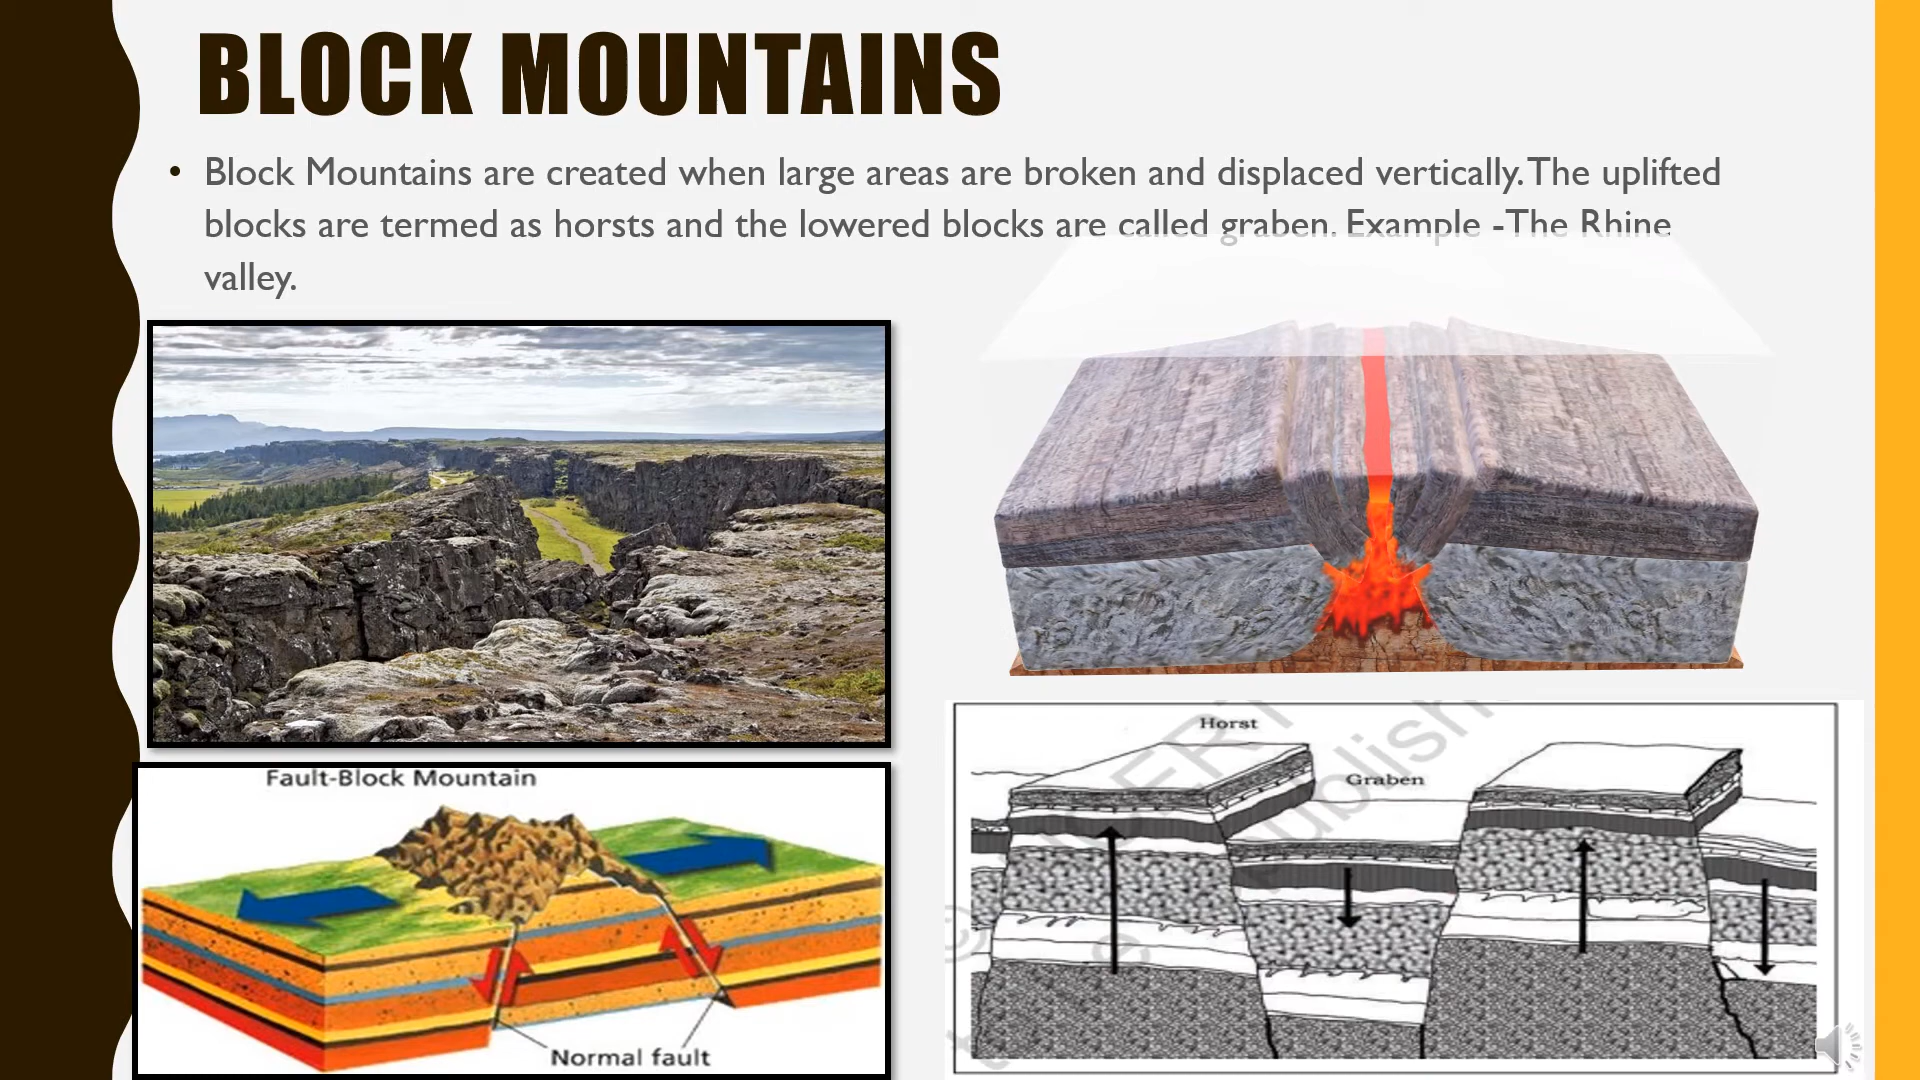 BLOCK MOUNTAINS
• Block Mountains are created when large areas are broken and displaced vertically. The uplifted
blocks are termed as horsts and the lowered blocks are called graben. Example -The Rhine
valley.
Fault-Block Mountain
Normal fault
Horst
Graben